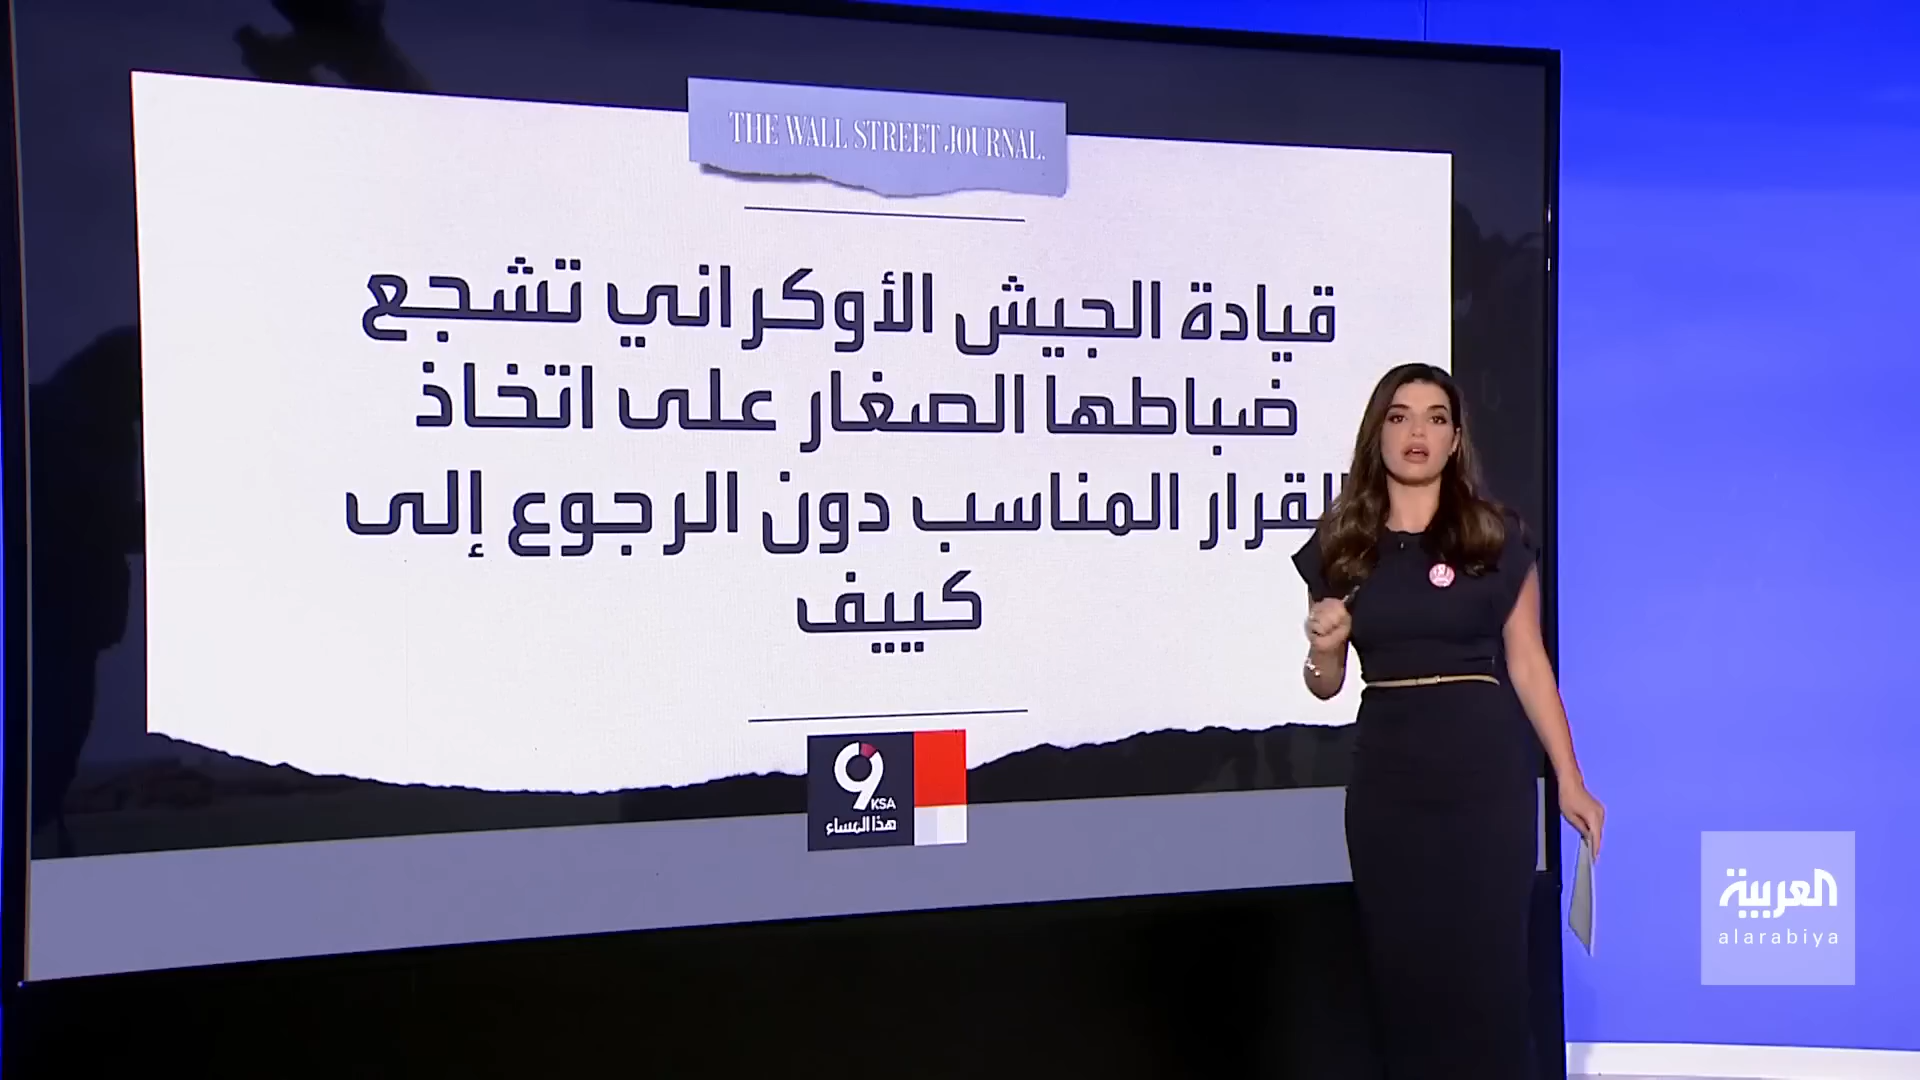 THE WALL STREET JOURNAL.
قيادة الجيش الأوكراني تشجع
ضباطها الصغار على اتخاذ
القرار المناسب دون الرجوع إلى
كييف
9
KSA
هذا المساء
العربية
alarabiya